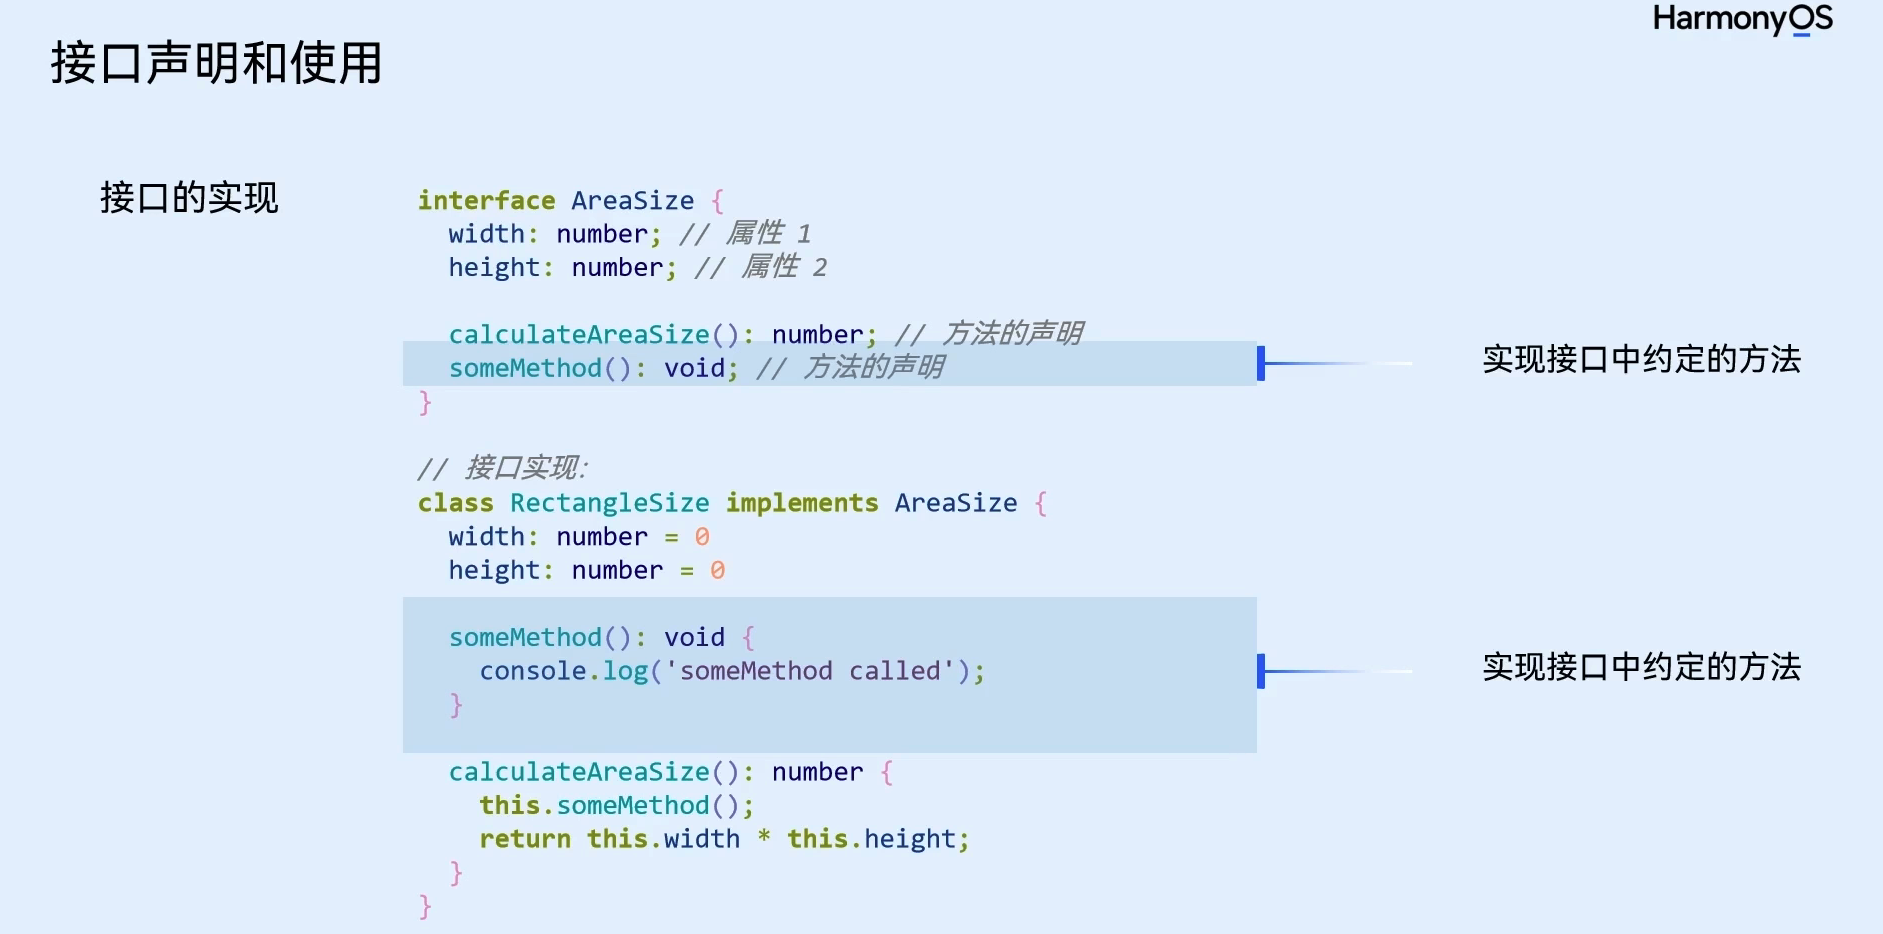 HarmonyOS
接口声明和使用
接口的实现
interface AreaSize {
  width: number; // 属性 1
  height: number; // 属性 2
  calculateAreaSize(): number; // 方法的声明
  someMethod(): void; // 方法的声明
}
实现接口中约定的方法
// 接口实现:
class RectangleSize implements AreaSize {
  width: number = 0
  height: number = 0
  someMethod(): void {
    console.log('someMethod called');
  }
实现接口中约定的方法
  calculateAreaSize(): number {
    this.someMethod();
    return this.width * this.height;
  }
}